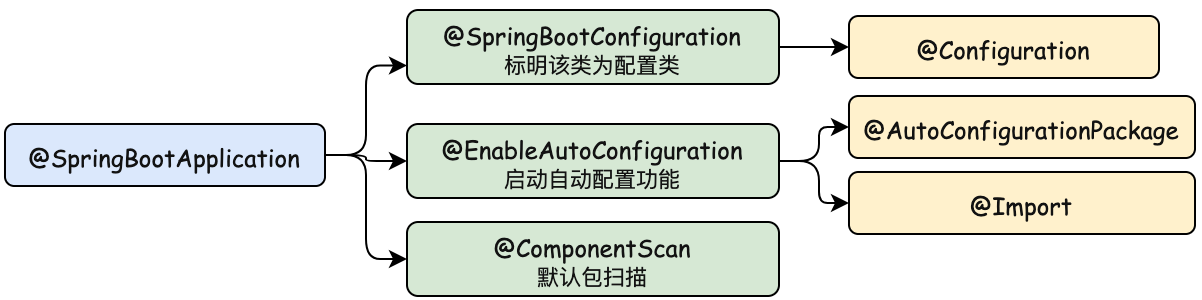 @SpringBootApplication
@SpringBootConfiguration
标明该类为配置类
@Configuration
@EnableAutoConfiguration
启动自动配置功能
@AutoConfigurationPackage
@Import
@ComponentScan
默认包扫描